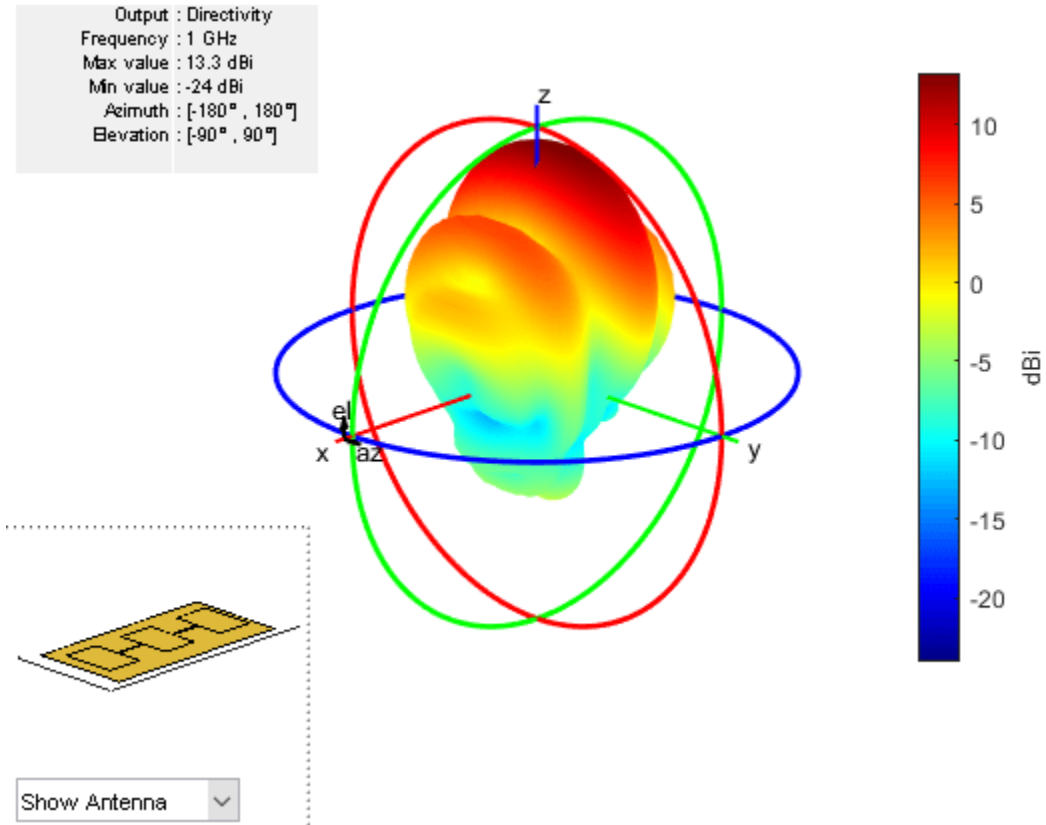 Output : Directivity
Frequency : 1 GHz
Max value : 13.3 dBi
Min value : -24 dBi
Azimuth : [-180° , 180°]
Elevation : [-90° , 90°]
z
x
y
el
az
10
5
0
-5
-10
-15
-20
dBi
Show Antenna